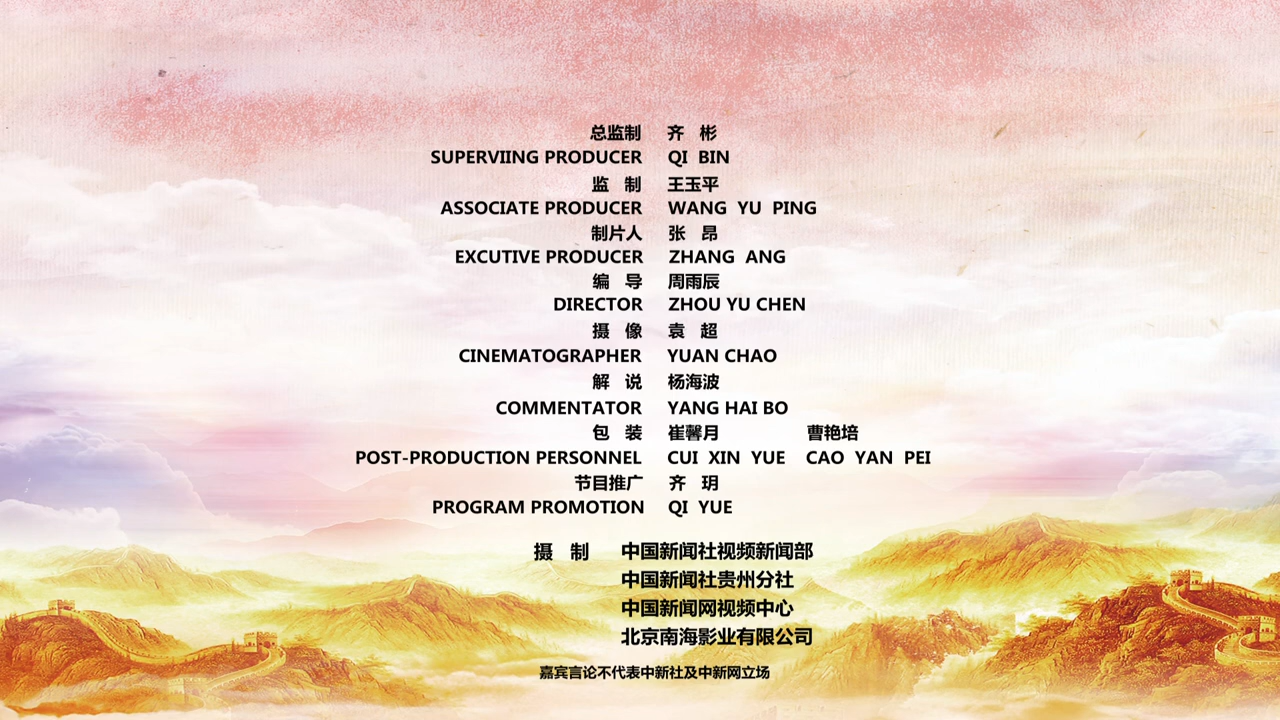 总监制 齐 彬
SUPERVIING PRODUCER QI BIN
监 制 王玉平
ASSOCIATE PRODUCER WANG YU PING
制片人 张 昂
EXCUTIVE PRODUCER ZHANG ANG
编 导 周雨辰
DIRECTOR ZHOU YU CHEN
摄 像 袁 超
CINEMATOGRAPHER YUAN CHAO
解 说 杨海波
COMMENTATOR YANG HAI BO
包 装 崔馨月 曹艳培
POST-PRODUCTION PERSONNEL CUI XIN YUE CAO YAN PEI
节目推广 齐 玥
PROGRAM PROMOTION QI YUE
摄 制 中国新闻社视频新闻部
中国新闻社贵州分社
中国新闻网视频中心
北京南海影业有限公司
嘉宾言论不代表中新社及中新网立场